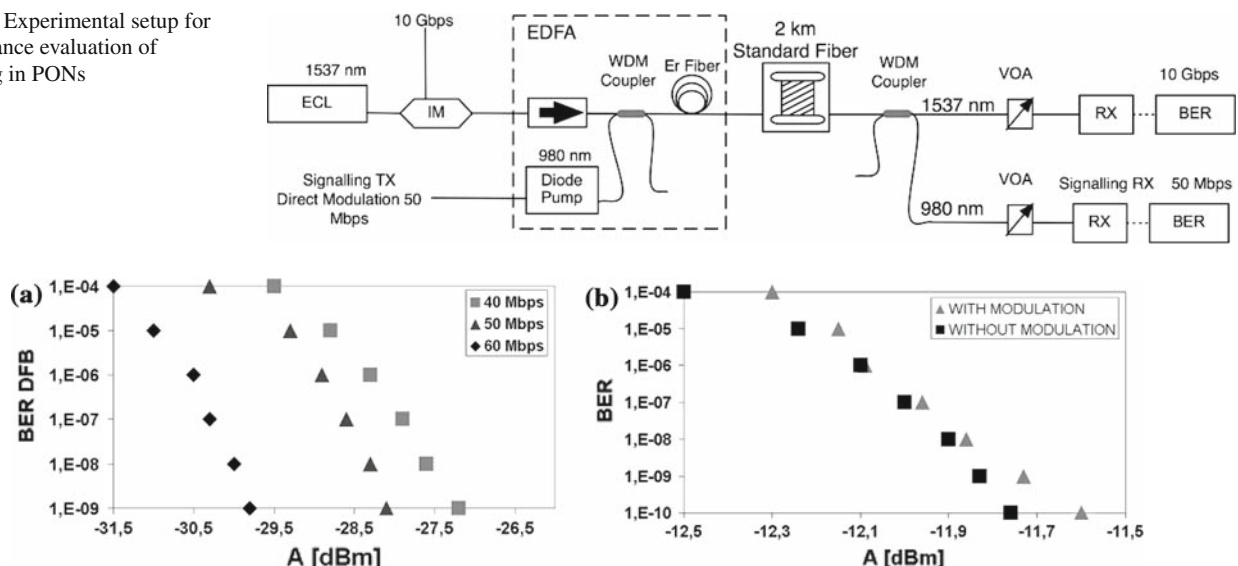 Experimental setup for
ance evaluation of
g in PONs
10 Gbps
1537 nm
ECL
IM
EDFA
WDM
Coupler
Er Fiber
980 nm
Diode
Pump
Signalling TX
Direct Modulation 50
Mbps
2 km
Standard Fiber
WDM
Coupler
1537 nm
VOA
RX
10 Gbps
BER
980 nm
VOA
Signalling RX
RX
50 Mbps
BER
(a)
BER DFB
1,E-04
1,E-05
1,E-06
1,E-07
1,E-08
1,E-09
40 Mbps
50 Mbps
60 Mbps
-31,5
-30,5
-29,5
-28,5
-27,5
-26,5
A [dBm]
(b)
BER
1,E-04
1,E-05
1,E-06
1,E-07
1,E-08
1,E-09
1,E-10
WITH MODULATION
WITHOUT MODULATION
-12,5
-12,3
-12,1
-11,9
-11,7
-11,5
A [dBm]